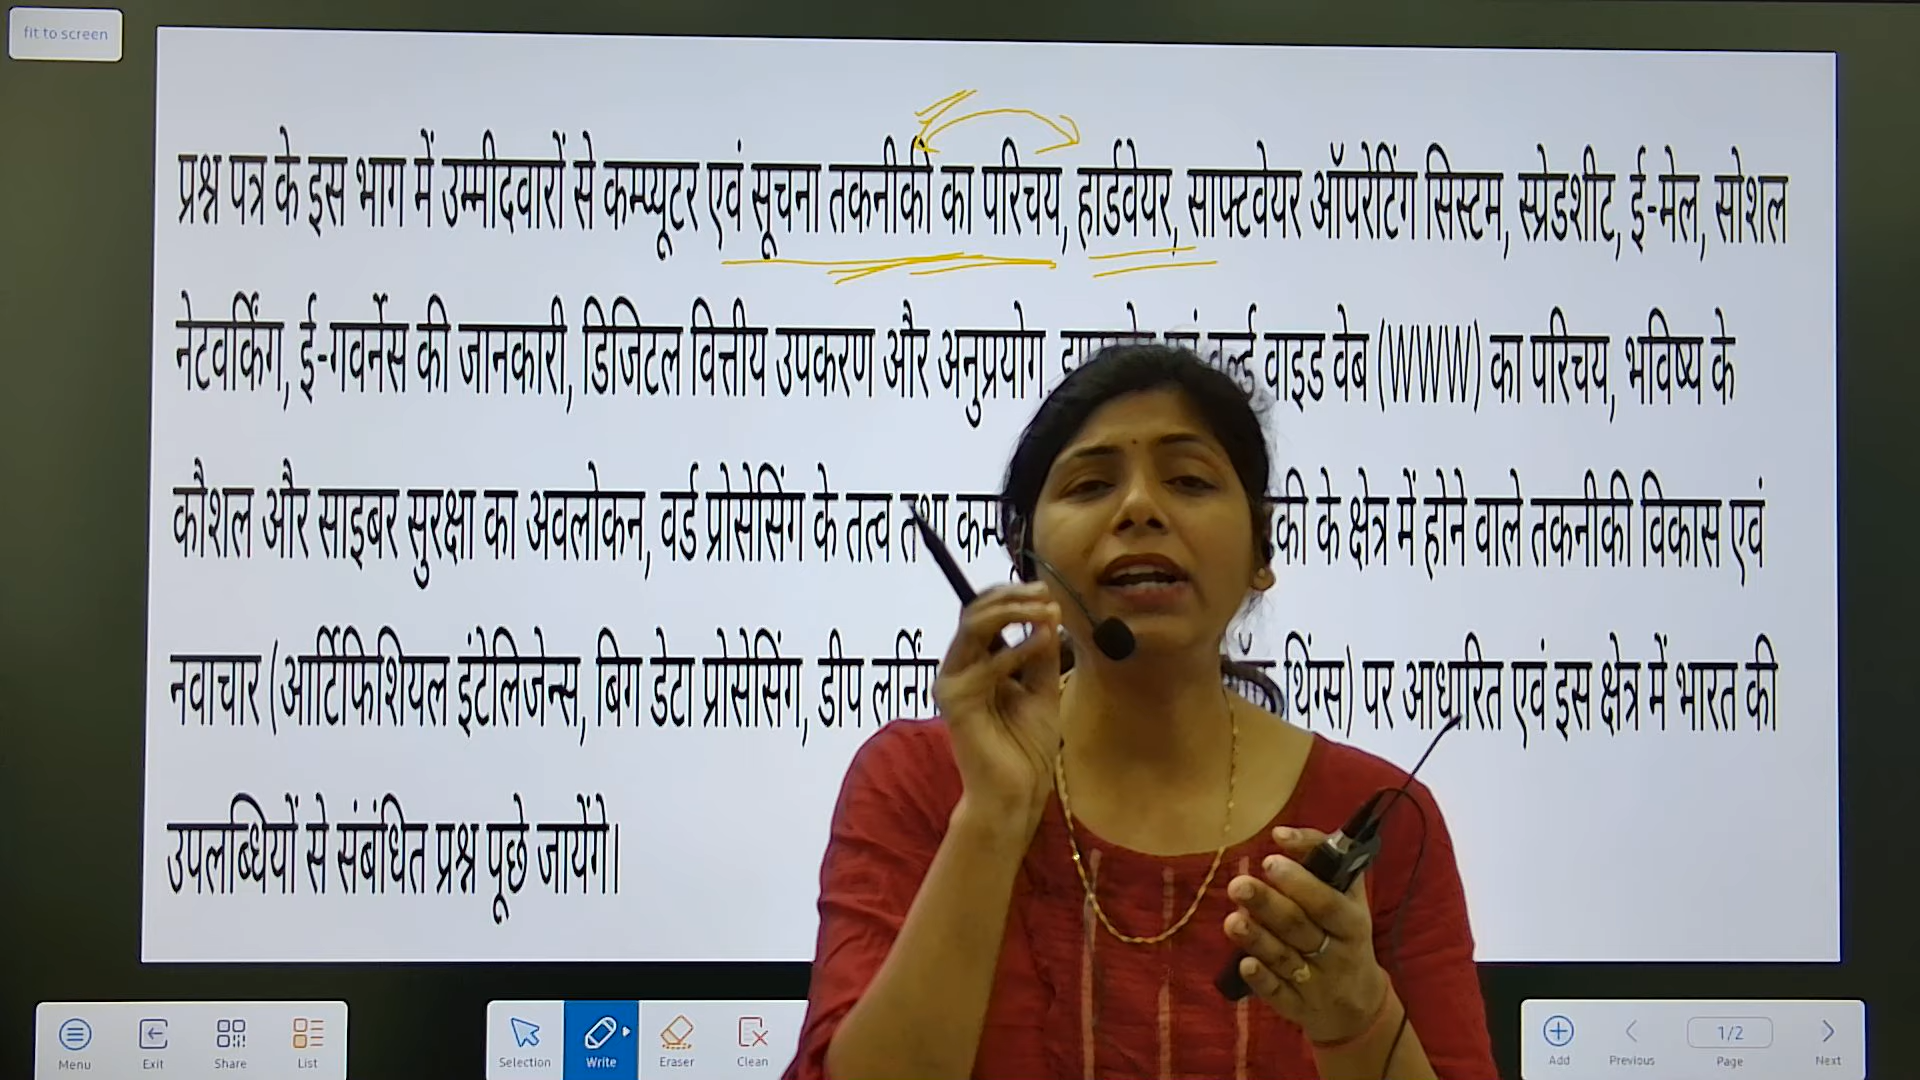 fit to screen
प्रश्न पत्र के इस भाग में उम्मीदवारों से कम्प्यूटर एवं सूचना तकनीकी का परिचय, हार्डवेयर, साफ्टवेयर ऑपरेटिंग सिस्टम, स्प्रेडशीट, ई-मेल, सोशल
नेटवर्किंग, ई-गवर्नेस की जानकारी, डिजिटल वित्तीय उपकरण और अनुप्रयोग, वर्ल्ड वाइड वेब (WWW) का परिचय, भविष्य के
कौशल और साइबर सुरक्षा का अवलोकन, वर्ड प्रोसेसिंग के तत्व तथा की के क्षेत्र में होने वाले तकनीकी विकास एवं
नवाचार (आर्टिफिशियल इंटेलिजेन्स, बिग डेटा प्रोसेसिंग, डीप लर्निंग थिंग्स) पर आधारित एवं इस क्षेत्र में भारत की
उपलब्धियों से संबंधित प्रश्न पूछे जायेंगे।
Menu Exit Share List Selection Write Eraser Clean Add Previous 1/2 Page Next